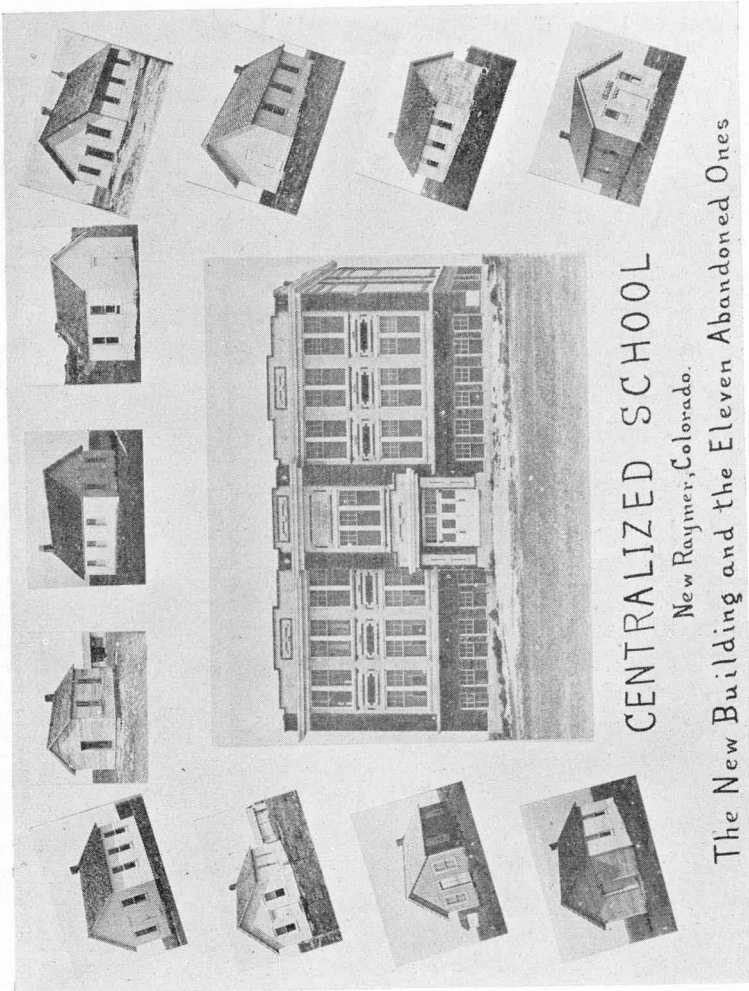 CENTRALIZED SCHOOL
New Raymer, Colorado.
The New Building and the Eleven Abandoned Ones